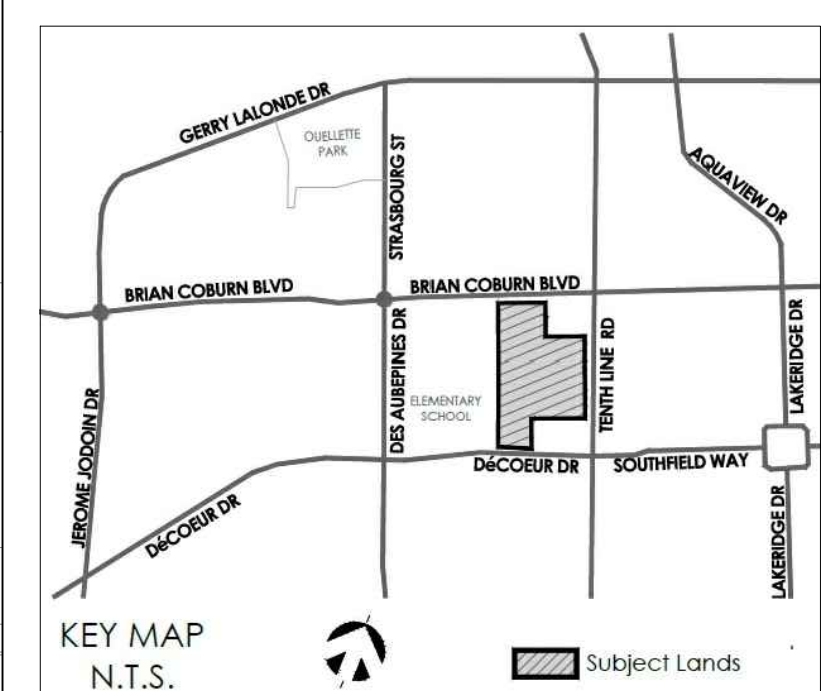 GERRY LALONDE DR
OUELLETTE
PARK
STRASBOURG ST
AQUAVIEW DR
BRIAN COBURN BLVD
BRIAN COBURN BLVD
LAKERIDGE DR
JEROME JODOIN DR
DES AUBEPINES DR
ELEMENTARY
SCHOOL
TENTH LINE RD
DéCOEUR DR
DéCOEUR DR
SOUTHFIELD WAY
LAKERIDGE DR
KEY MAP
N.T.S.
Subject Lands